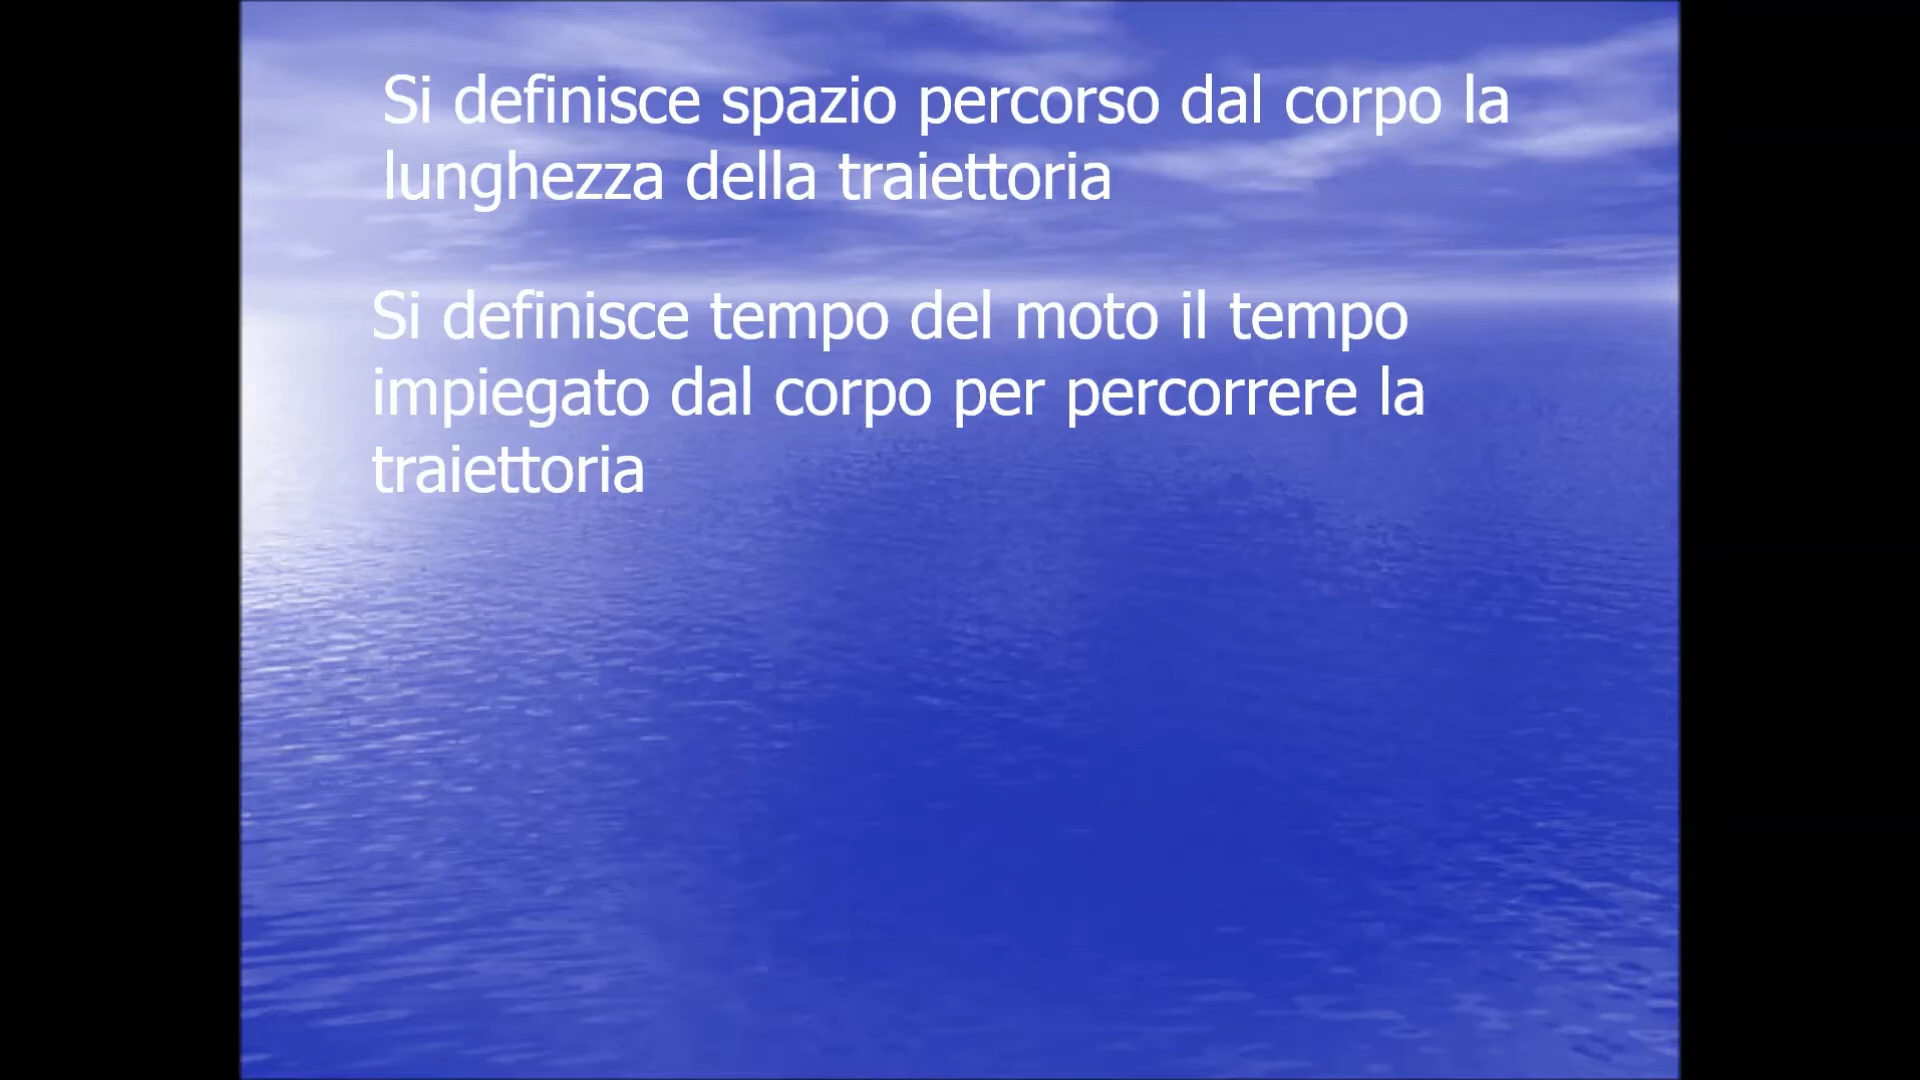 Si definisce spazio percorso dal corpo la
lunghezza della traiettoria
Si definisce tempo del moto il tempo
impiegato dal corpo per percorrere la
traiettoria